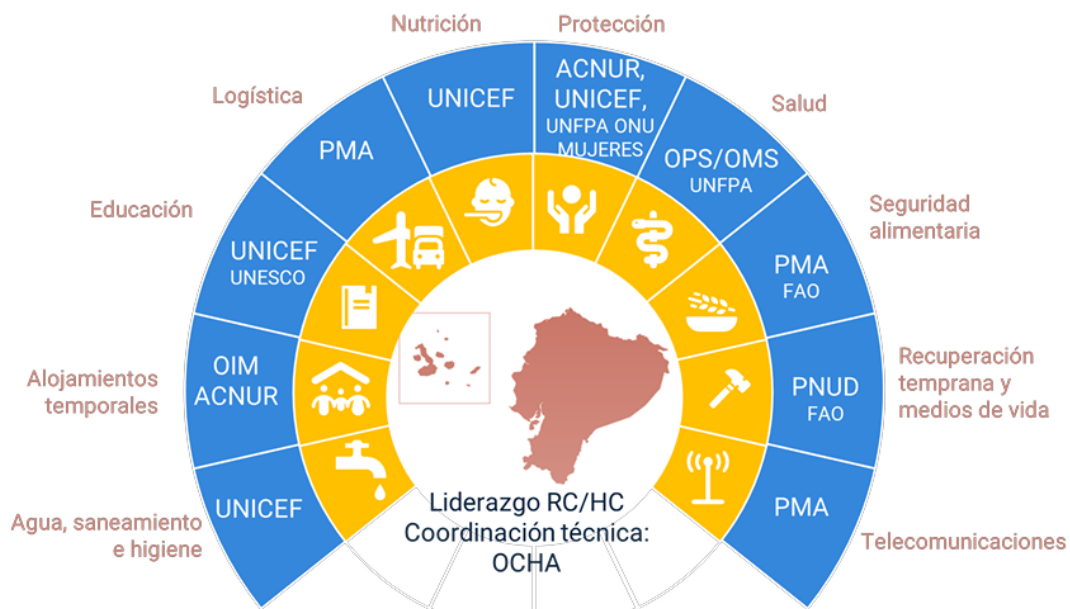 Nutrición
Protección
Logística
Salud
Educación
Seguridad
alimentaria
Alojamientos
temporales
Recuperación
temprana y
medios de vida
Agua, saneamiento
e higiene
Telecomunicaciones
UNICEF
ACNUR,
UNICEF,
UNFPA ONU
MUJERES
PMA
OPS/OMS
UNFPA
UNICEF
UNESCO
PMA
FAO
OIM
ACNUR
PNUD
FAO
UNICEF
PMA
Liderazgo RC/HC
Coordinación técnica:
OCHA